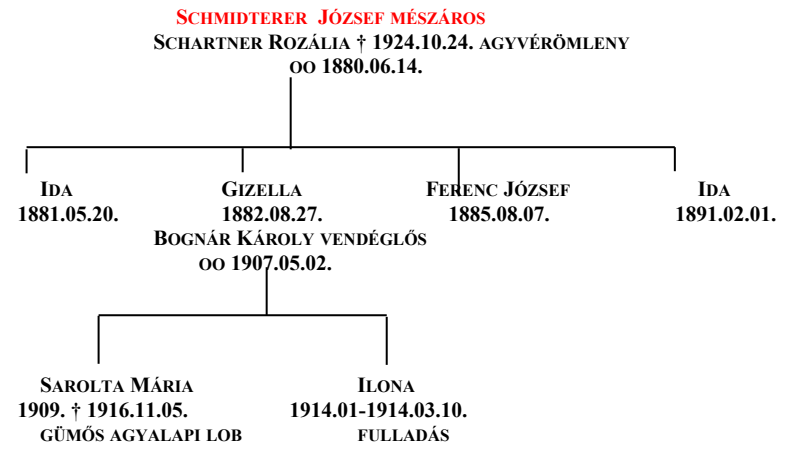 SCHMIDTERER JÓZSEF MÉSZÁROS
SCHARTNER ROZÁLIA † 1924.10.24. AGYVÉRÖMLENY
OO 1880.06.14.
IDA GIZELLA FERENC JÓZSEF IDA
1881.05.20. 1882.08.27. 1885.08.07. 1891.02.01.
BOGNÁR KÁROLY VENDÉGLŐS
OO 1907.05.02.
SAROLTA MÁRIA ILONA
1909. † 1916.11.05. 1914.01-1914.03.10.
GÜMŐS AGYALAPI LOB FULLADÁS